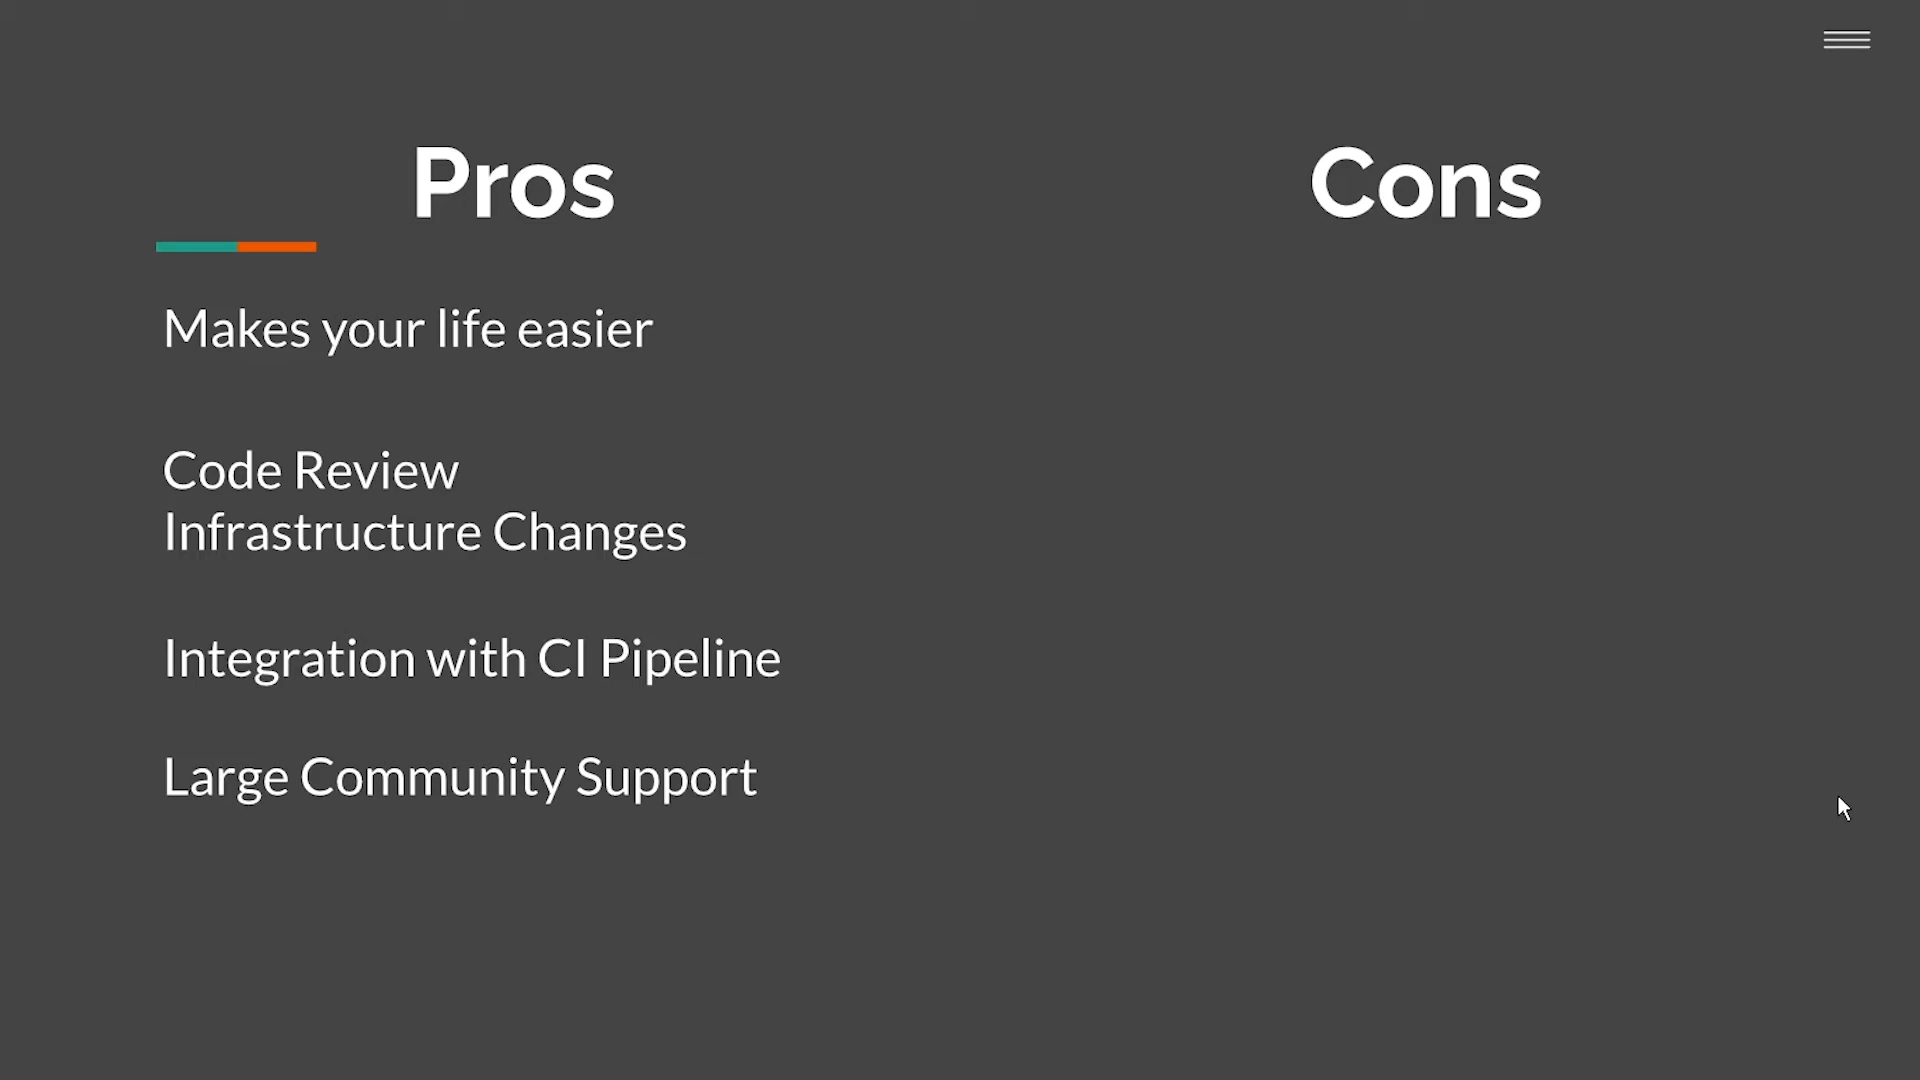 Pros
Cons
Makes your life easier
Code Review
Infrastructure Changes
Integration with CI Pipeline
Large Community Support